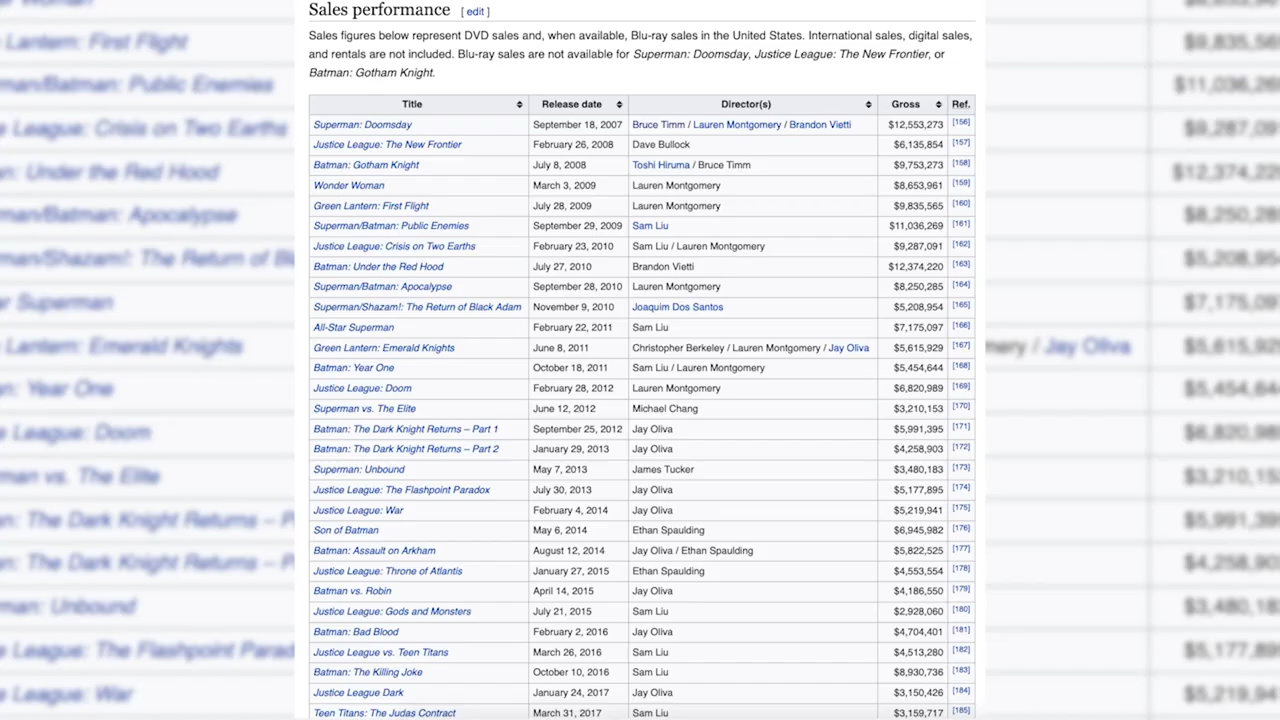 Sales performance [ edit ]
Sales figures below represent DVD sales and, when available, Blu-ray sales in the United States. International sales, digital sales,
and rentals are not included. Blu-ray sales are not available for Superman: Doomsday, Justice League: The New Frontier, or
Batman: Gotham Knight.
Title Release date Director(s) Gross Ref.
Superman: Doomsday September 18, 2007 Bruce Timm / Lauren Montgomery / Brandon Vietti $12,553,273 [156]
Justice League: The New Frontier February 26, 2008 Dave Bullock $6,135,854 [157]
Batman: Gotham Knight July 8, 2008 Toshi Hiruma / Bruce Timm $9,753,273 [158]
Wonder Woman March 3, 2009 Lauren Montgomery $8,653,961 [159]
Green Lantern: First Flight July 28, 2009 Lauren Montgomery $9,835,565 [160]
Superman/Batman: Public Enemies September 29, 2009 Sam Liu $11,036,269 [161]
Justice League: Crisis on Two Earths February 23, 2010 Sam Liu / Lauren Montgomery $9,287,091 [162]
Batman: Under the Red Hood July 27, 2010 Brandon Vietti $12,374,220 [163]
Superman/Batman: Apocalypse September 28, 2010 Lauren Montgomery $8,250,285 [164]
Superman/Shazam!: The Return of Black Adam November 9, 2010 Joaquim Dos Santos $5,208,954 [165]
All-Star Superman February 22, 2011 Sam Liu $7,175,097 [166]
Green Lantern: Emerald Knights June 8, 2011 Christopher Berkeley / Lauren Montgomery / Jay Oliva $5,615,929 [167]
Batman: Year One October 18, 2011 Sam Liu / Lauren Montgomery $5,454,644 [168]
Justice League: Doom February 28, 2012 Lauren Montgomery $6,820,989 [169]
Superman vs. The Elite June 12, 2012 Michael Chang $3,210,153 [170]
Batman: The Dark Knight Returns – Part 1 September 25, 2012 Jay Oliva $5,991,395 [171]
Batman: The Dark Knight Returns – Part 2 January 29, 2013 Jay Oliva $4,258,903 [172]
Superman: Unbound May 7, 2013 James Tucker $3,480,183 [173]
Justice League: The Flashpoint Paradox July 30, 2013 Jay Oliva $5,177,895 [174]
Justice League: War February 4, 2014 Jay Oliva $5,219,941 [175]
Son of Batman May 6, 2014 Ethan Spaulding $6,945,982 [176]
Batman: Assault on Arkham August 12, 2014 Jay Oliva / Ethan Spaulding $5,822,525 [177]
Justice League: Throne of Atlantis January 27, 2015 Ethan Spaulding $4,553,554 [178]
Batman vs. Robin April 14, 2015 Jay Oliva $4,186,550 [179]
Justice League: Gods and Monsters July 21, 2015 Sam Liu $2,928,060 [180]
Batman: Bad Blood February 2, 2016 Jay Oliva $4,704,401 [181]
Justice League vs. Teen Titans March 26, 2016 Sam Liu $4,513,280 [182]
Batman: The Killing Joke October 10, 2016 Sam Liu $8,930,736 [183]
Justice League Dark January 24, 2017 Jay Oliva $3,150,426 [184]
Teen Titans: The Judas Contract March 31, 2017 Sam Liu $3,159,717 [185]